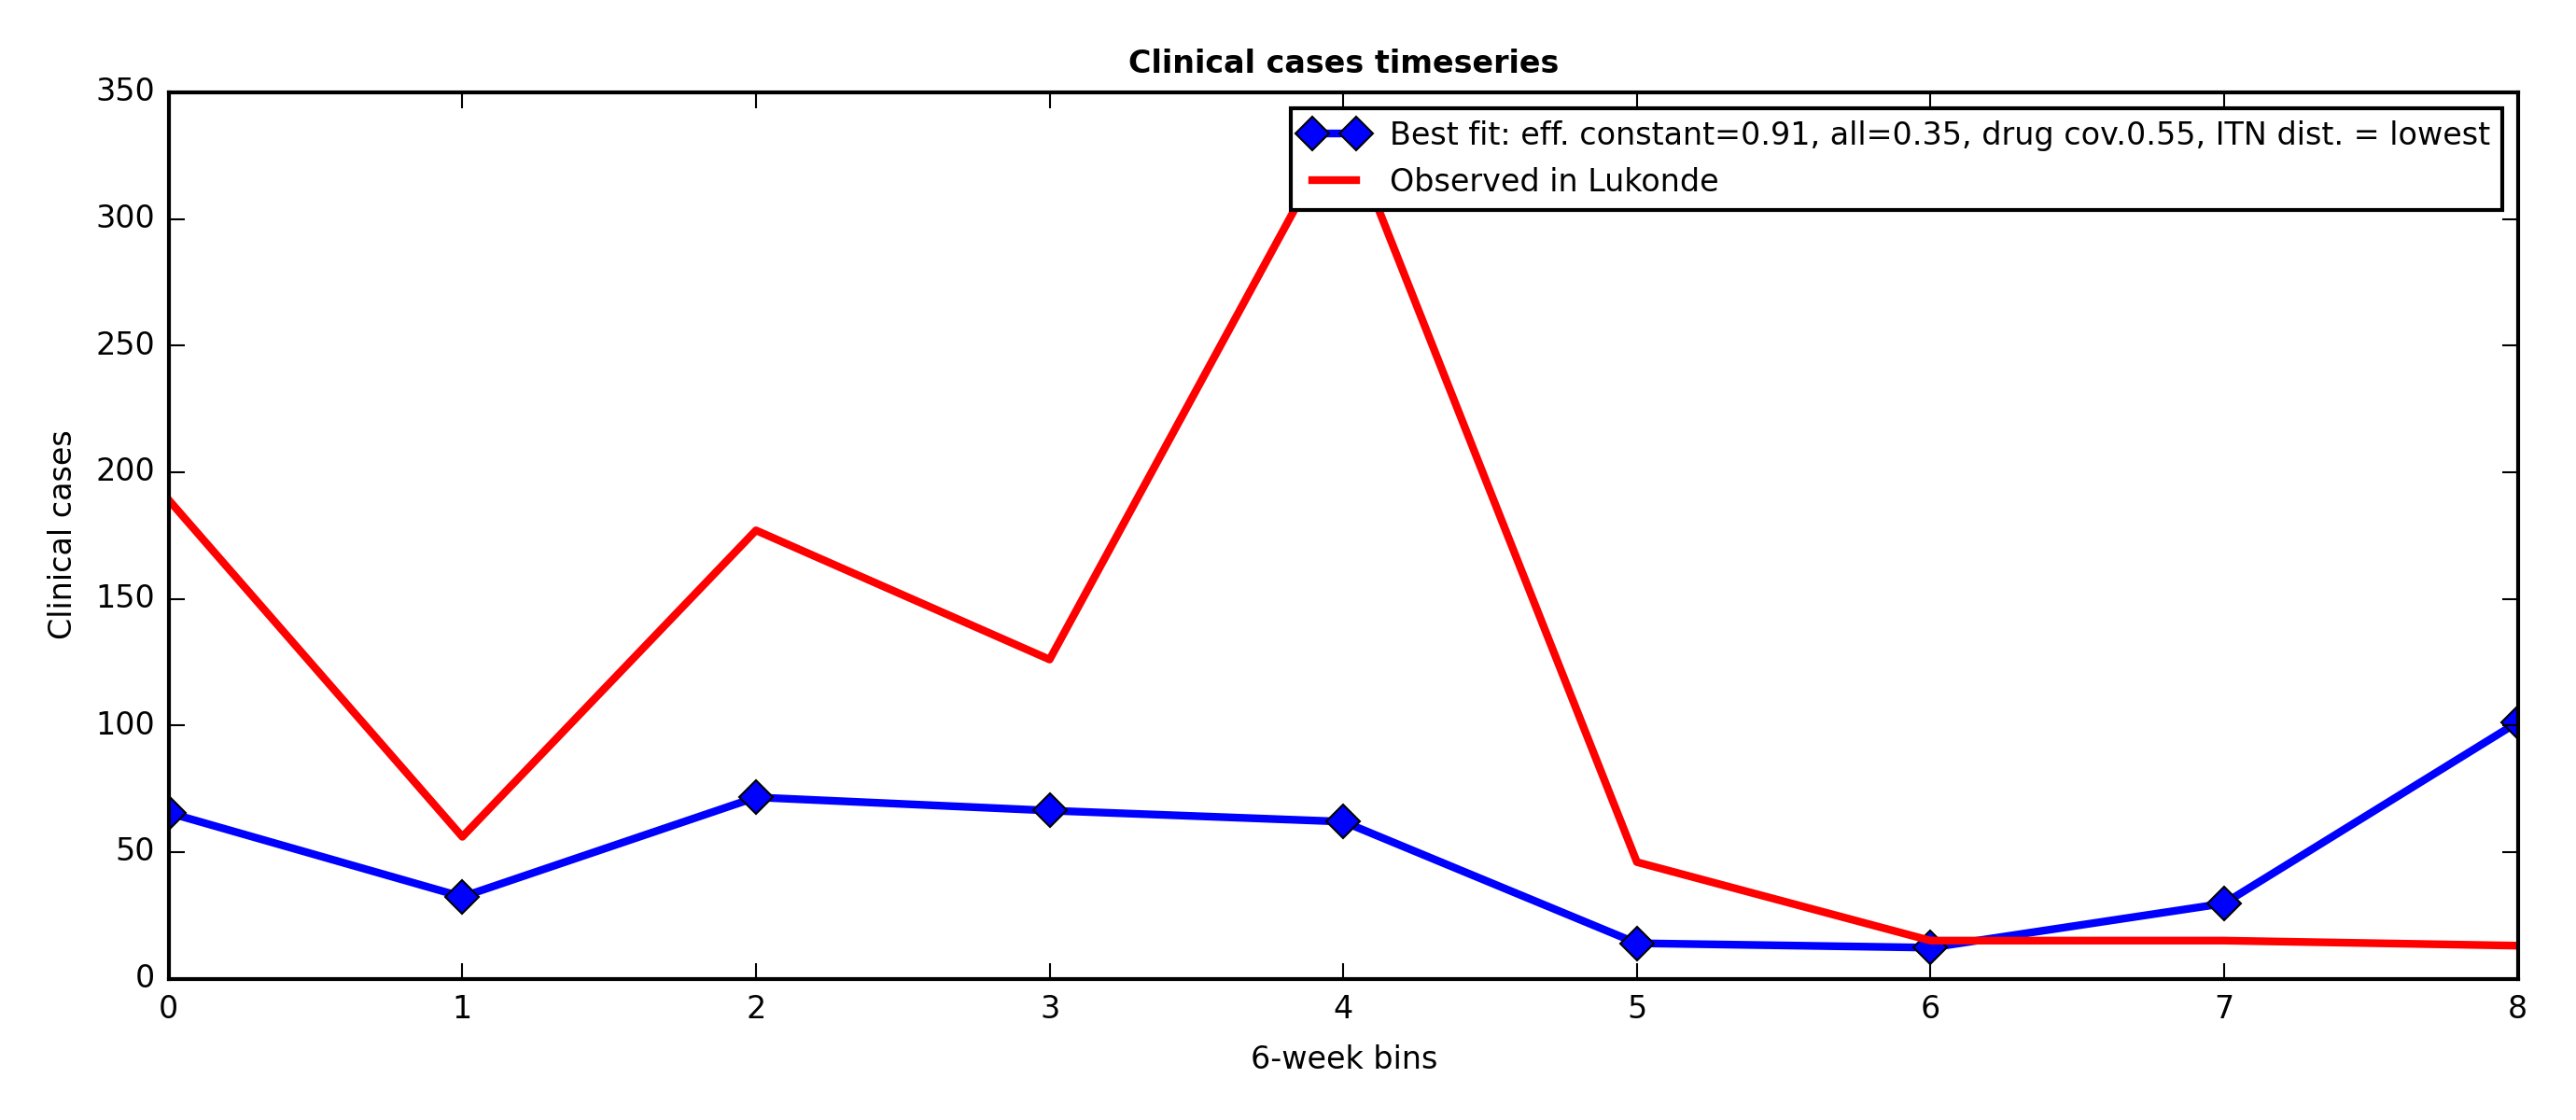 Clinical cases timeseries
350
300
250
200
150
100
50
0
Clinical cases
Best fit: eff. constant=0.91, all=0.35, drug cov.0.55, ITN dist. = lowest
Observed in Lukonde
0 1 2 3 4 5 6 7 8
6-week bins